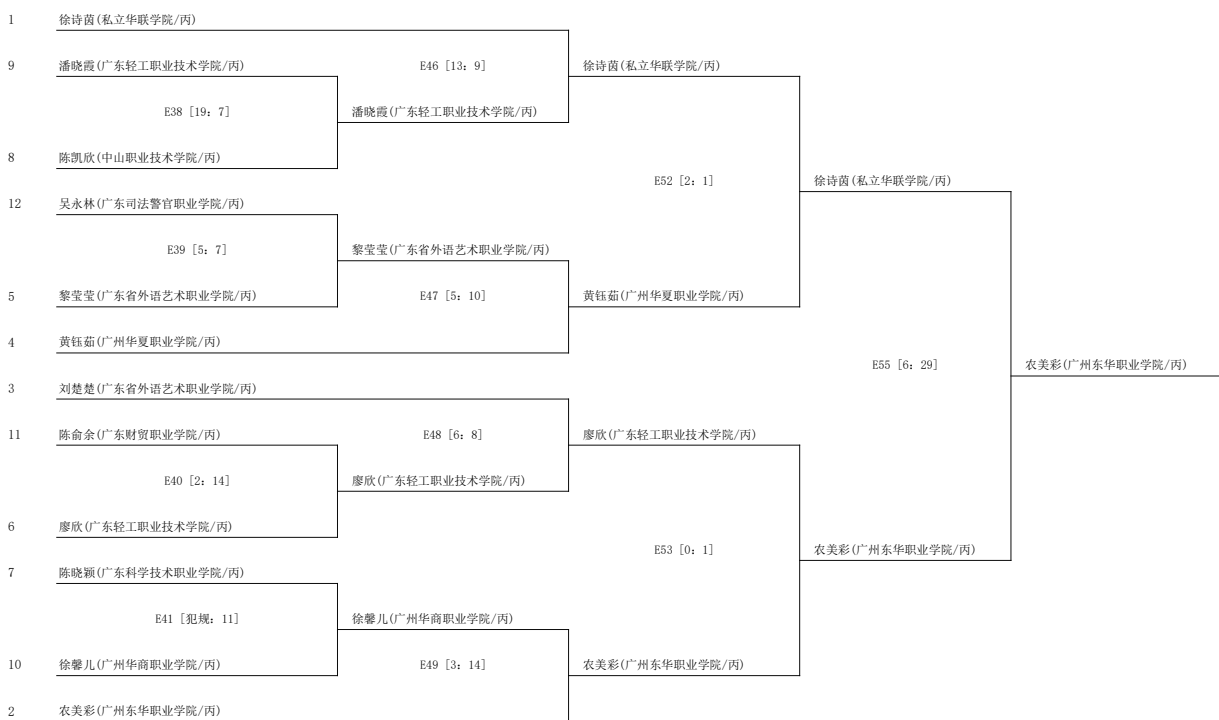 1 徐诗茵(私立华联学院/丙)
9 潘晓霞(广东轻工职业技术学院/丙) E46 [13：9] 徐诗茵(私立华联学院/丙)
E38 [19：7] 潘晓霞(广东轻工职业技术学院/丙)
8 陈凯欣(中山职业技术学院/丙)
E52 [2：1] 徐诗茵(私立华联学院/丙)
12 吴永林(广东司法警官职业学院/丙)
E39 [5：7] 黎莹莹(广东省外语艺术职业学院/丙)
5 黎莹莹(广东省外语艺术职业学院/丙) E47 [5：10] 黄钰茹(广州华夏职业学院/丙)
4 黄钰茹(广州华夏职业学院/丙)
E55 [6：29] 农美彩(广州东华职业学院/丙)
3 刘楚楚(广东省外语艺术职业学院/丙)
11 陈俞余(广东财贸职业学院/丙) E48 [6：8] 廖欣(广东轻工职业技术学院/丙)
E40 [2：14] 廖欣(广东轻工职业技术学院/丙)
6 廖欣(广东轻工职业技术学院/丙)
E53 [0：1] 农美彩(广州东华职业学院/丙)
7 陈晓颖(广东科学技术职业学院/丙)
E41 [犯规：11] 徐馨儿(广州华商职业学院/丙)
10 徐馨儿(广州华商职业学院/丙) E49 [3：14] 农美彩(广州东华职业学院/丙)
2 农美彩(广州东华职业学院/丙)